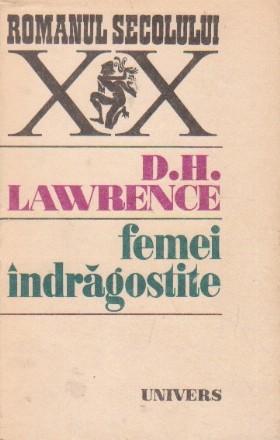 ROMANUL SECOLULUI
XX
D.H.
LAWRENCE
femei
îndrăgostite
UNIVERS